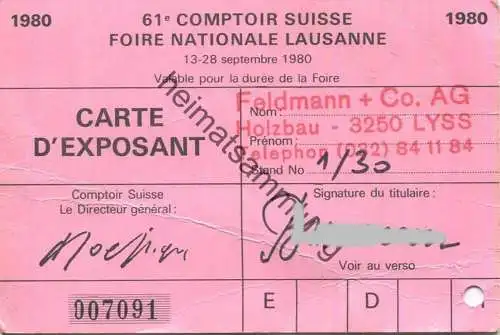 1980
61e COMPTOIR SUISSE
1980
FOIRE NATIONALE LAUSANNE
13-28 septembre 1980
Valable pour la durée de la Foire
CARTE
D'EXPOSANT
Nom:
Feldmann + Co. AG
Holzbau - 3250 LYSS
Prénom:
Telephon (032) 84 11 84
Stand No 1/30
Comptoir Suisse
Le Directeur général:
Signature du titulaire:
Voir au verso
007091
E
D
heimatsamm